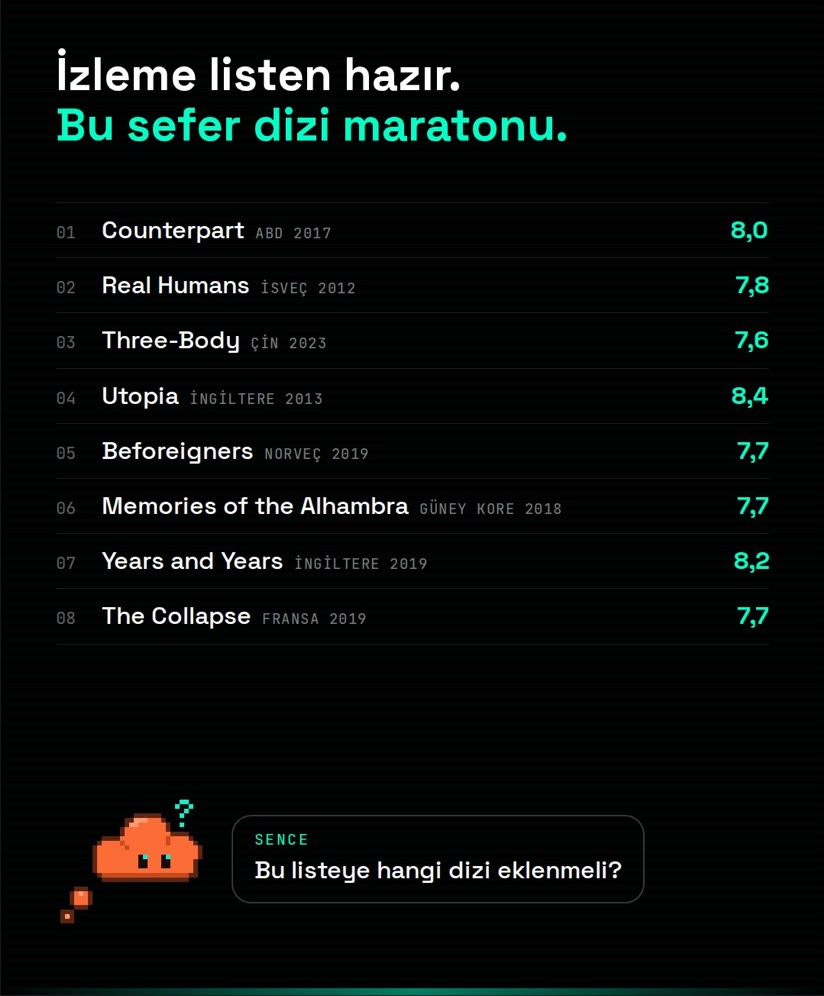 İzleme listen hazır.
Bu sefer dizi maratonu.
01 Counterpart ABD 2017 8,0
02 Real Humans İSVEÇ 2012 7,8
03 Three-Body ÇİN 2023 7,6
04 Utopia İNGİLTERE 2013 8,4
05 Beforeigners NORVEÇ 2019 7,7
06 Memories of the Alhambra GÜNEY KORE 2018 7,7
07 Years and Years İNGİLTERE 2019 8,2
08 The Collapse FRANSA 2019 7,7
?
SENCE
Bu listeye hangi dizi eklenmeli?